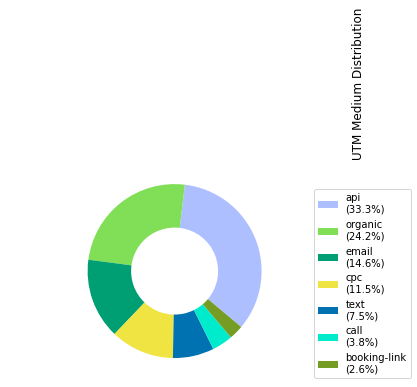 UTM Medium Distribution
api
(33.3%)
organic
(24.2%)
email
(14.6%)
cpc
(11.5%)
text
(7.5%)
call
(3.8%)
booking-link
(2.6%)